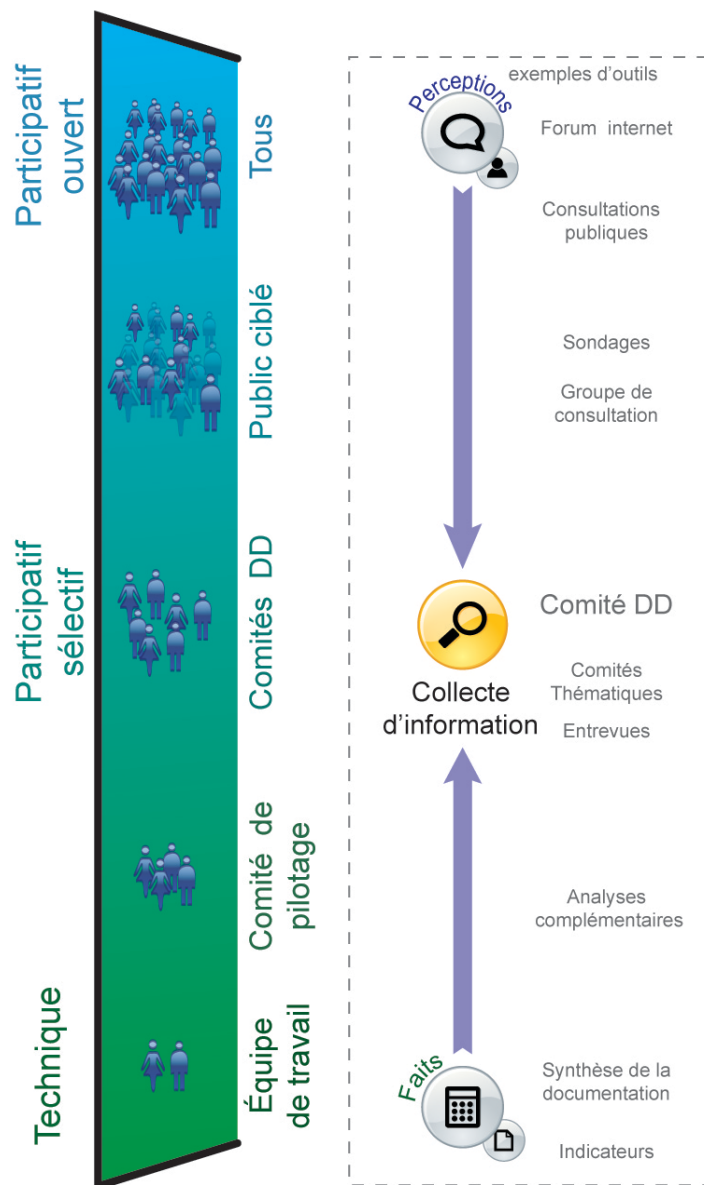 Participatif
ouvert
Tous
Public ciblé
Participatif
sélectif
Comités DD
Comité de
pilotage
Technique
Équipe
de travail
exemples d'outils
Perceptions
Forum internet
Consultations
publiques
Sondages
Groupe de
consultation
Comité DD
Collecte
d'information
Comités
Thématiques
Entrevues
Analyses
complémentaires
Faits
Synthèse de la
documentation
Indicateurs